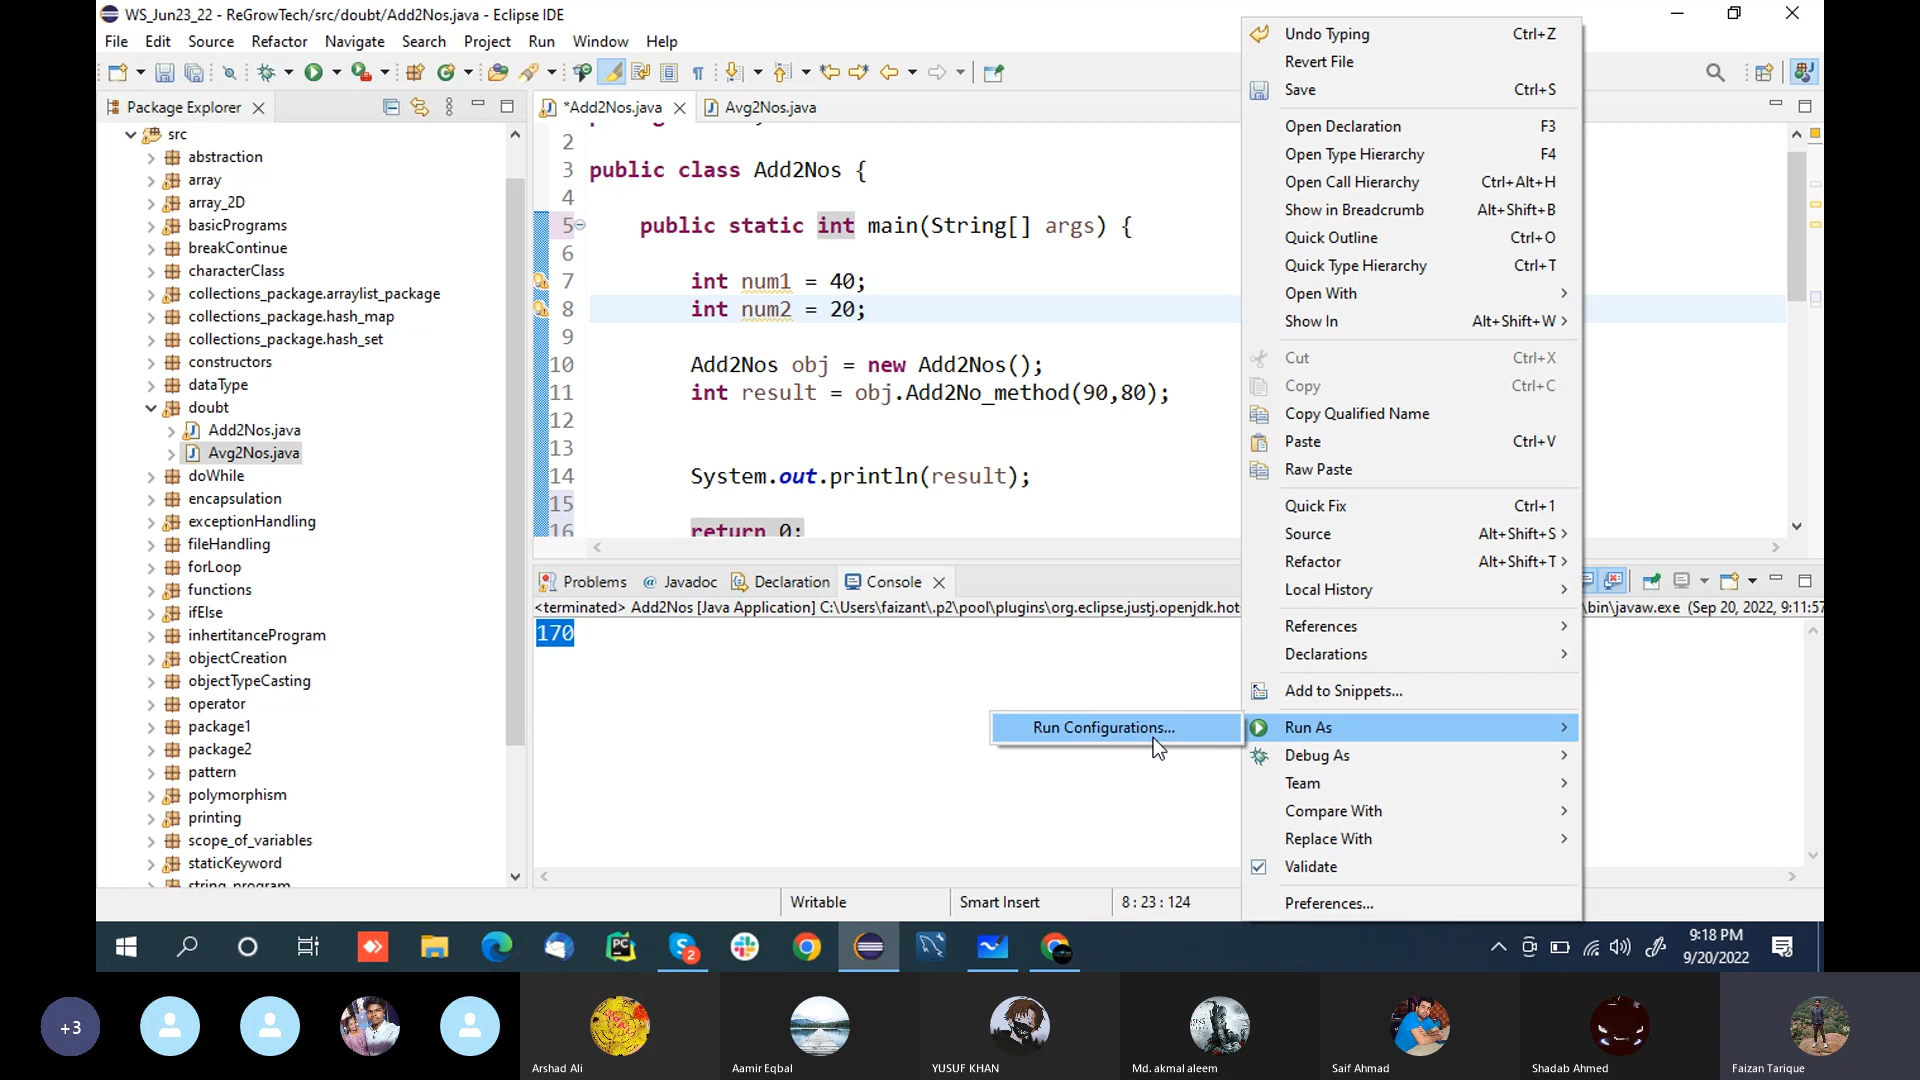 WS_Jun23_22 - ReGrowTech/src/doubt/Add2Nos.java - Eclipse IDE
File Edit Source Refactor Navigate Search Project Run Window Help
Package Explorer
*Add2Nos.java
Avg2Nos.java
src
abstraction
array
array_2D
basicPrograms
breakContinue
characterClass
collections_package.arraylist_package
collections_package.hash_map
collections_package.hash_set
constructors
dataType
doubt
Add2Nos.java
Avg2Nos.java
doWhile
encapsulation
exceptionHandling
fileHandling
forLoop
functions
ifElse
inhertitanceProgram
objectCreation
objectTypeCasting
operator
package1
package2
pattern
polymorphism
printing
scope_of_variables
staticKeyword
string_program
2
3 public class Add2Nos {
4
5 public static int main(String[] args) {
6
7 int num1 = 40;
8 int num2 = 20;
9
10 Add2Nos obj = new Add2Nos();
11 int result = obj.Add2No_method(90,80);
12
13
14 System.out.println(result);
15
16 return 0;
Problems @ Javadoc Declaration Console
<terminated> Add2Nos [Java Application] C:\Users\faizant\.p2\pool\plugins\org.eclipse.justj.openjdk.hot
\bin\javaw.exe (Sep 20, 2022, 9:11:57
170
Undo Typing Ctrl+Z
Revert File
Save Ctrl+S
Open Declaration F3
Open Type Hierarchy F4
Open Call Hierarchy Ctrl+Alt+H
Show in Breadcrumb Alt+Shift+B
Quick Outline Ctrl+O
Quick Type Hierarchy Ctrl+T
Open With
Show In Alt+Shift+W
Cut Ctrl+X
Copy Ctrl+C
Copy Qualified Name
Paste Ctrl+V
Raw Paste
Quick Fix Ctrl+1
Source Alt+Shift+S
Refactor Alt+Shift+T
Local History
References
Declarations
Add to Snippets...
Run As
Run Configurations...
Debug As
Team
Compare With
Replace With
Validate
Preferences...
Writable Smart Insert 8 : 23 : 124
PC
2
9:18 PM
9/20/2022
+3
Arshad Ali
Aamir Eqbal
YUSUF KHAN
Md. akmal aleem
Saif Ahmad
Shadab Ahmed
Faizan Tarique